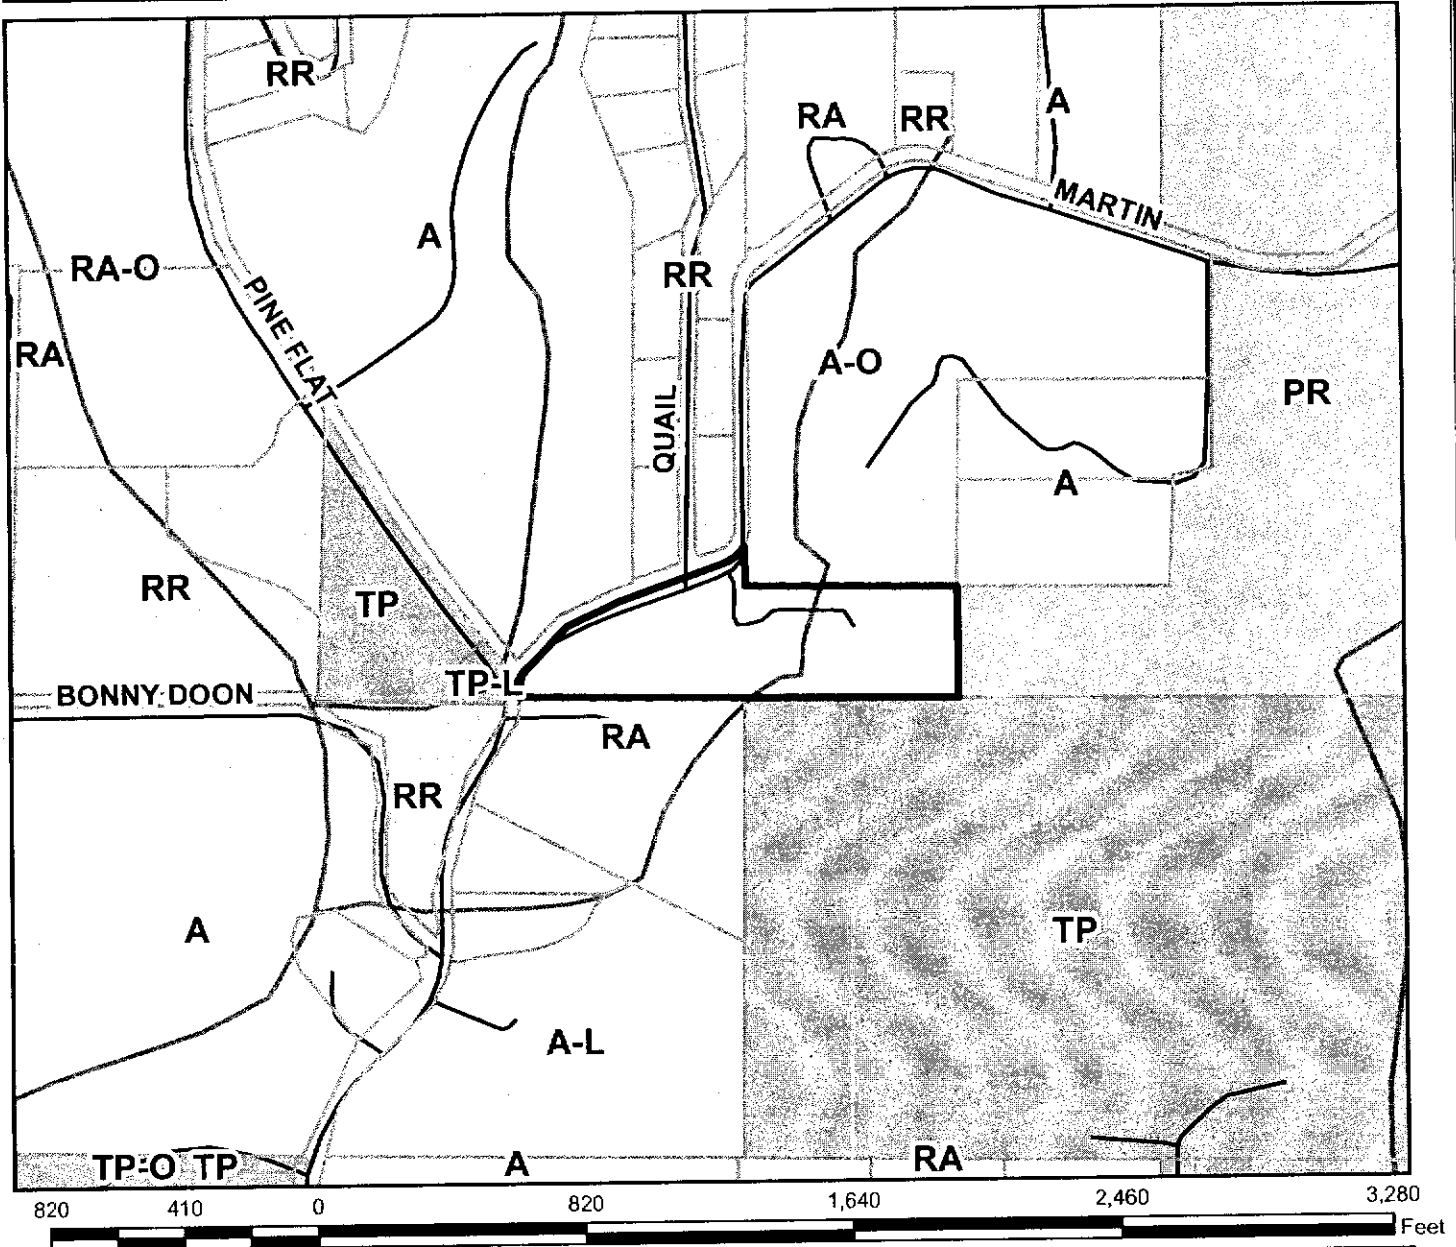 RR
RA
RR
A
MARTIN
A
RA-O
RR
PINE FLAT
RA
A-O
PR
QUAIL
A
RR
TP
TP-L
BONNY DOON
RA
RR
A
TP
A-L
TP-O TP
A
RA
820 410 0 820 1,640 2,460 3,280
Feet